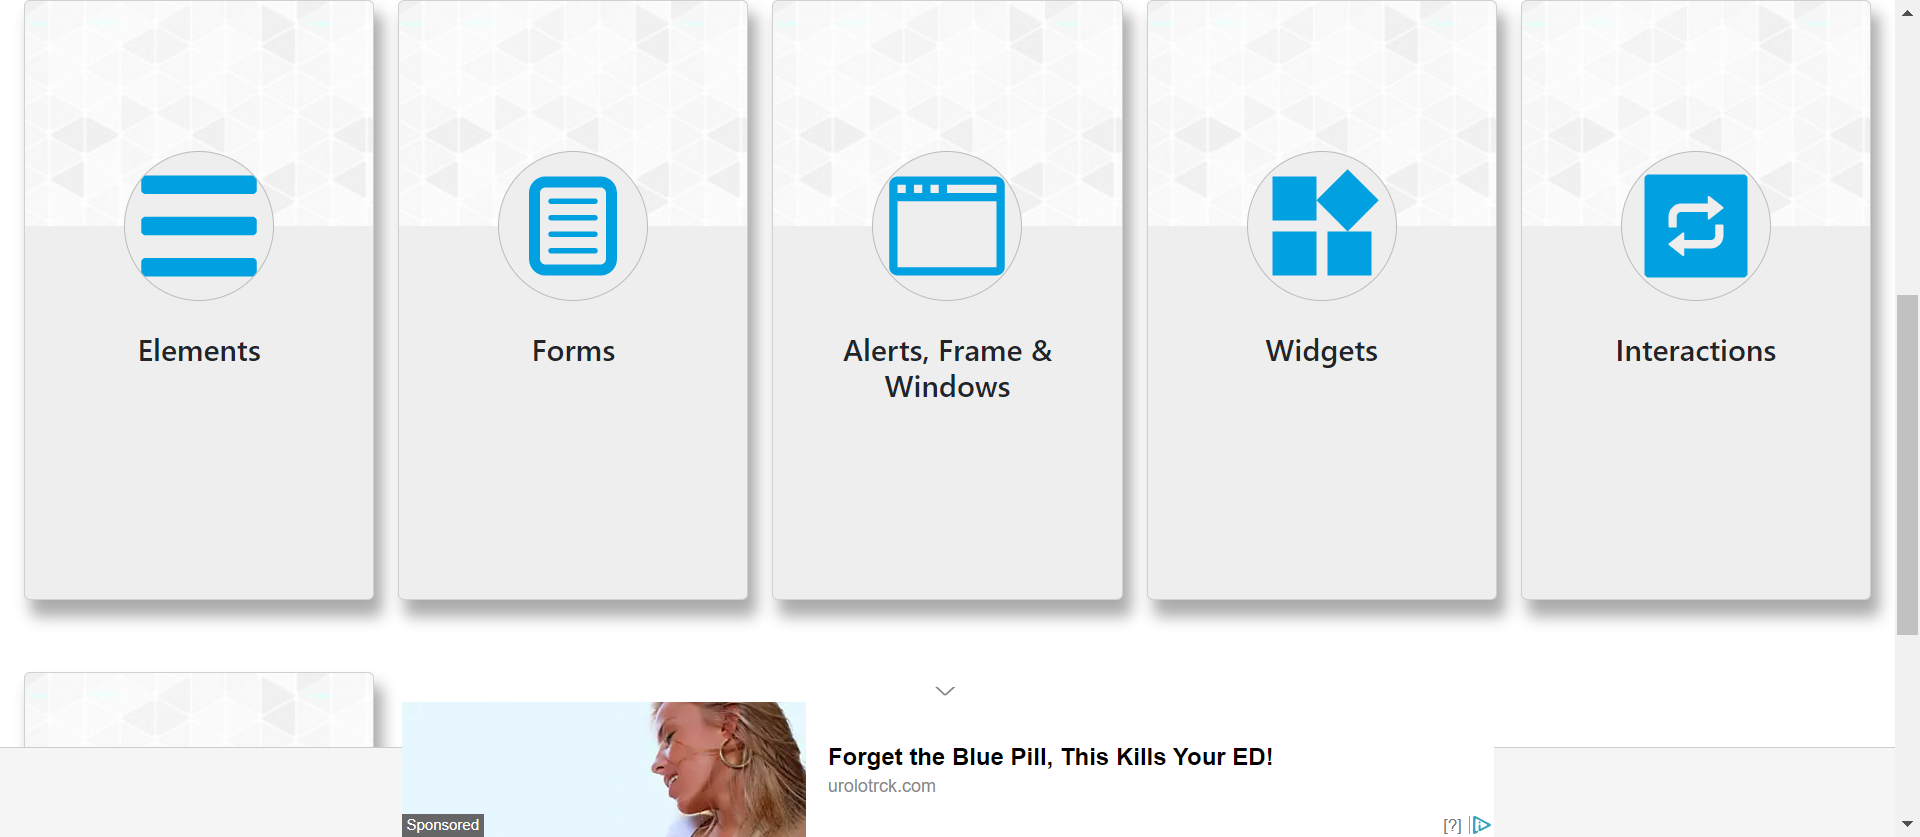 Elements
Forms
Alerts, Frame &
Windows
Widgets
Interactions
Forget the Blue Pill, This Kills Your ED!
urolotrck.com
Sponsored
[?]